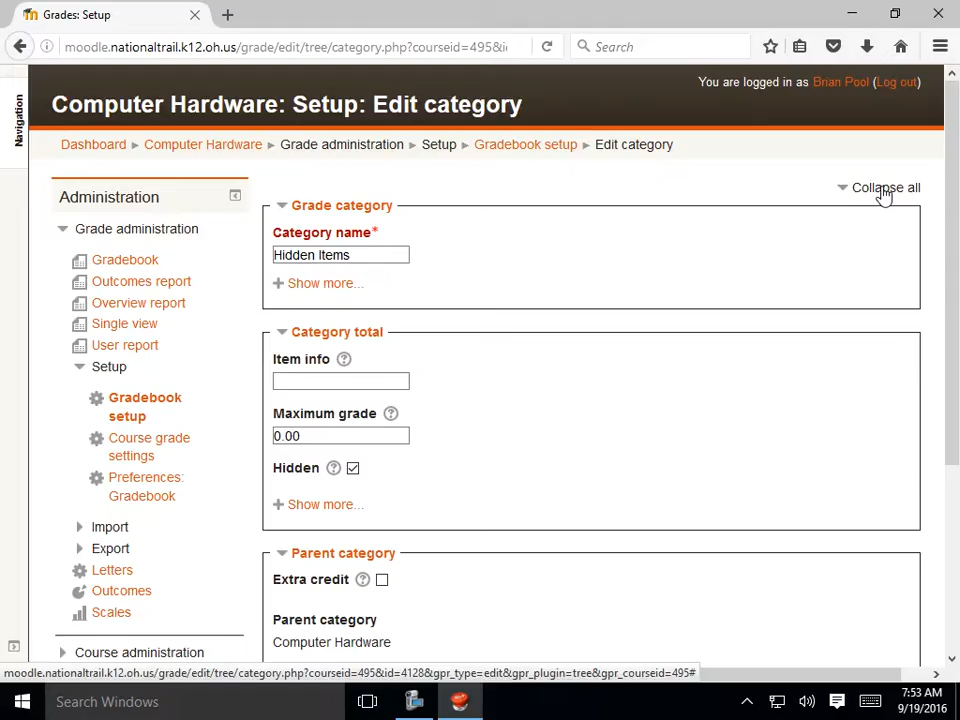 Grades: Setup
moodle.nationaltrail.k12.oh.us/grade/edit/tree/category.php?courseid=495&i
Search
You are logged in as Brian Pool (Log out)
Navigation
Computer Hardware: Setup: Edit category
Dashboard ► Computer Hardware ► Grade administration ► Setup ► Gradebook setup ► Edit category
Administration
Grade administration
Gradebook
Outcomes report
Overview report
Single view
User report
Setup
Gradebook
setup
Course grade
settings
Preferences:
Gradebook
Import
Export
Letters
Outcomes
Scales
Course administration
Collapse all
Grade category
Category name*
Hidden Items
Show more...
Category total
Item info
Maximum grade
0.00
Hidden
Show more...
Parent category
Extra credit
Parent category
Computer Hardware
moodle.nationaltrail.k12.oh.us/grade/edit/tree/category.php?courseid=495&id=4128&gpr_type=edit&gpr_plugin=tree&gpr_courseid=495#
Search Windows
7:53 AM
9/19/2016